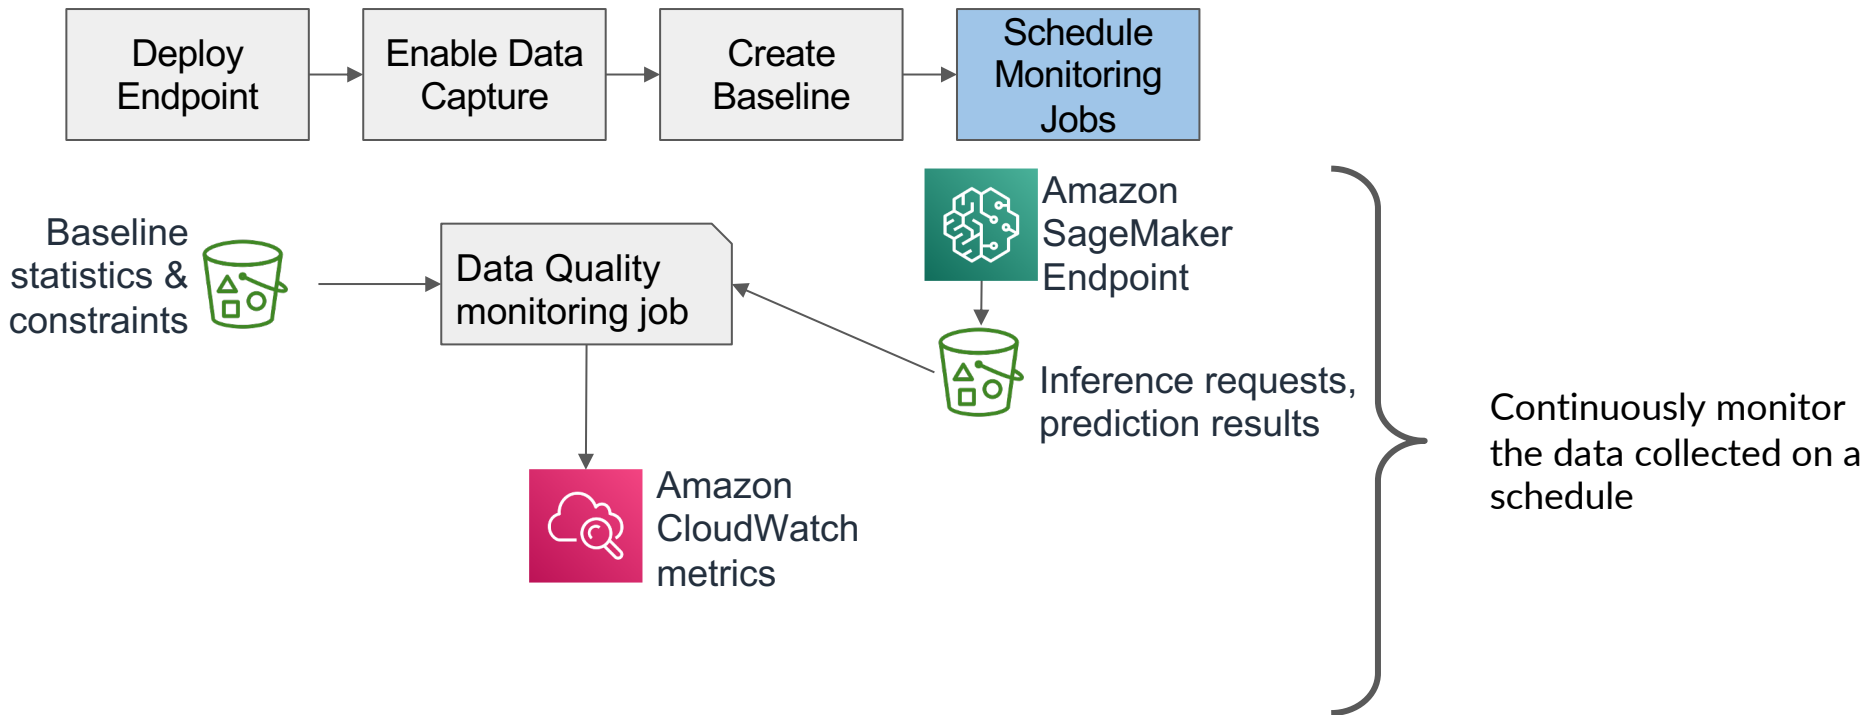 Deploy
Endpoint
Enable Data
Capture
Create
Baseline
Schedule
Monitoring
Jobs
Baseline
statistics &
constraints
Data Quality
monitoring job
Amazon
SageMaker
Endpoint
Inference requests,
prediction results
Amazon
CloudWatch
metrics
Continuously monitor
the data collected on a
schedule